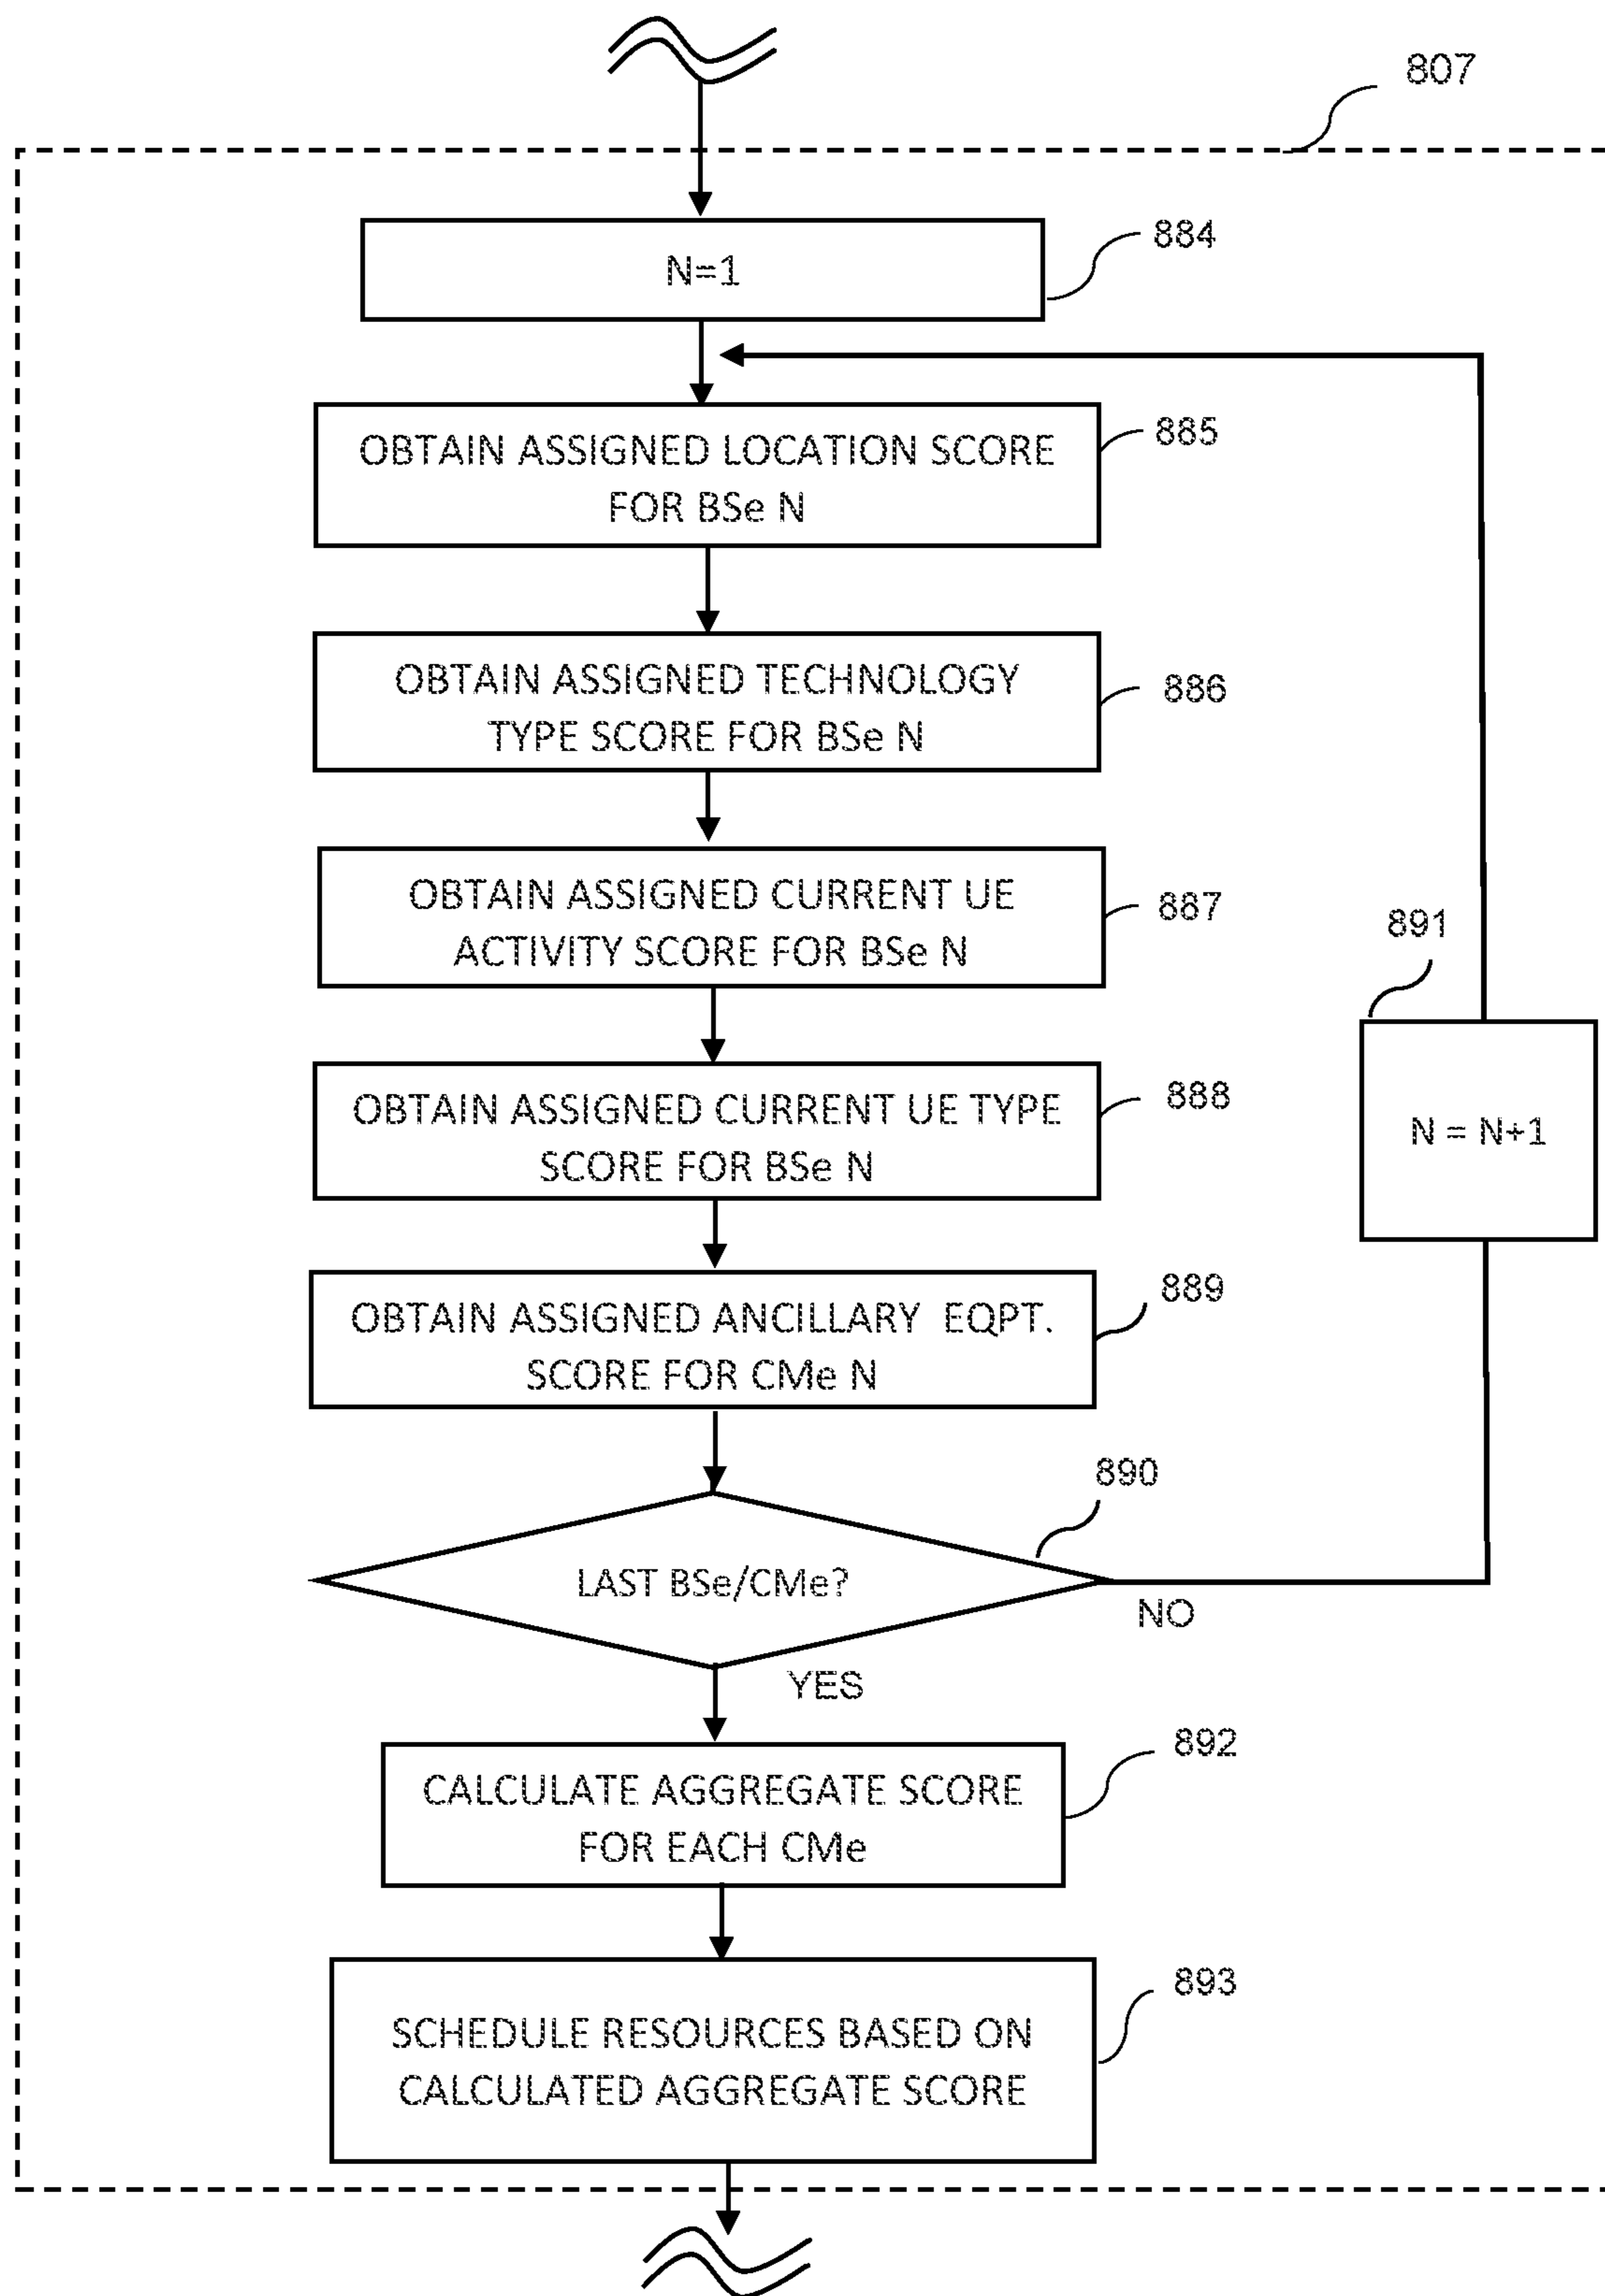 807
884
N=1
885
OBTAIN ASSIGNED LOCATION SCORE
FOR BSe N
886
OBTAIN ASSIGNED TECHNOLOGY
TYPE SCORE FOR BSe N
887
OBTAIN ASSIGNED CURRENT UE
ACTIVITY SCORE FOR BSe N
891
N = N+1
888
OBTAIN ASSIGNED CURRENT UE TYPE
SCORE FOR BSe N
889
OBTAIN ASSIGNED ANCILLARY EQPT.
SCORE FOR CMe N
890
LAST BSe/CMe?
NO
YES
892
CALCULATE AGGREGATE SCORE
FOR EACH CMe
893
SCHEDULE RESOURCES BASED ON
CALCULATED AGGREGATE SCORE